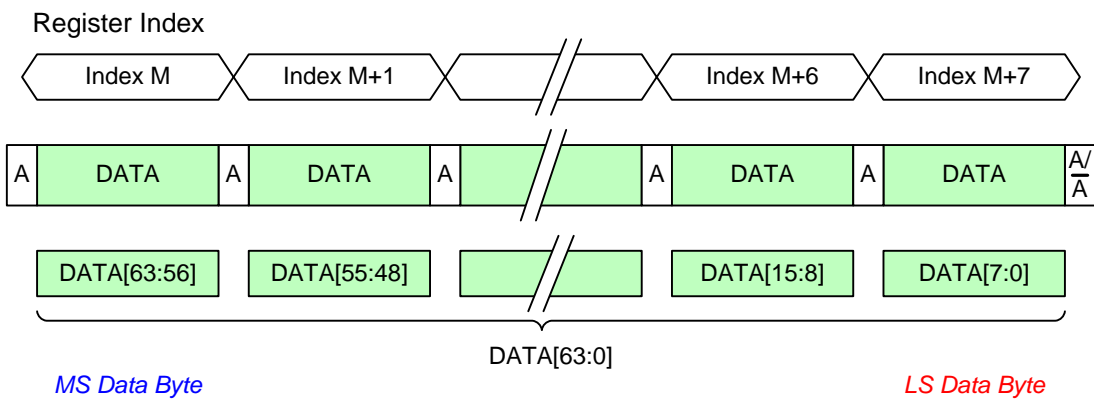 Register Index
Index M Index M+1 Index M+6 Index M+7
A DATA A DATA A A DATA A DATA A/A
DATA[63:56] DATA[55:48] DATA[15:8] DATA[7:0]
DATA[63:0]
MS Data Byte LS Data Byte